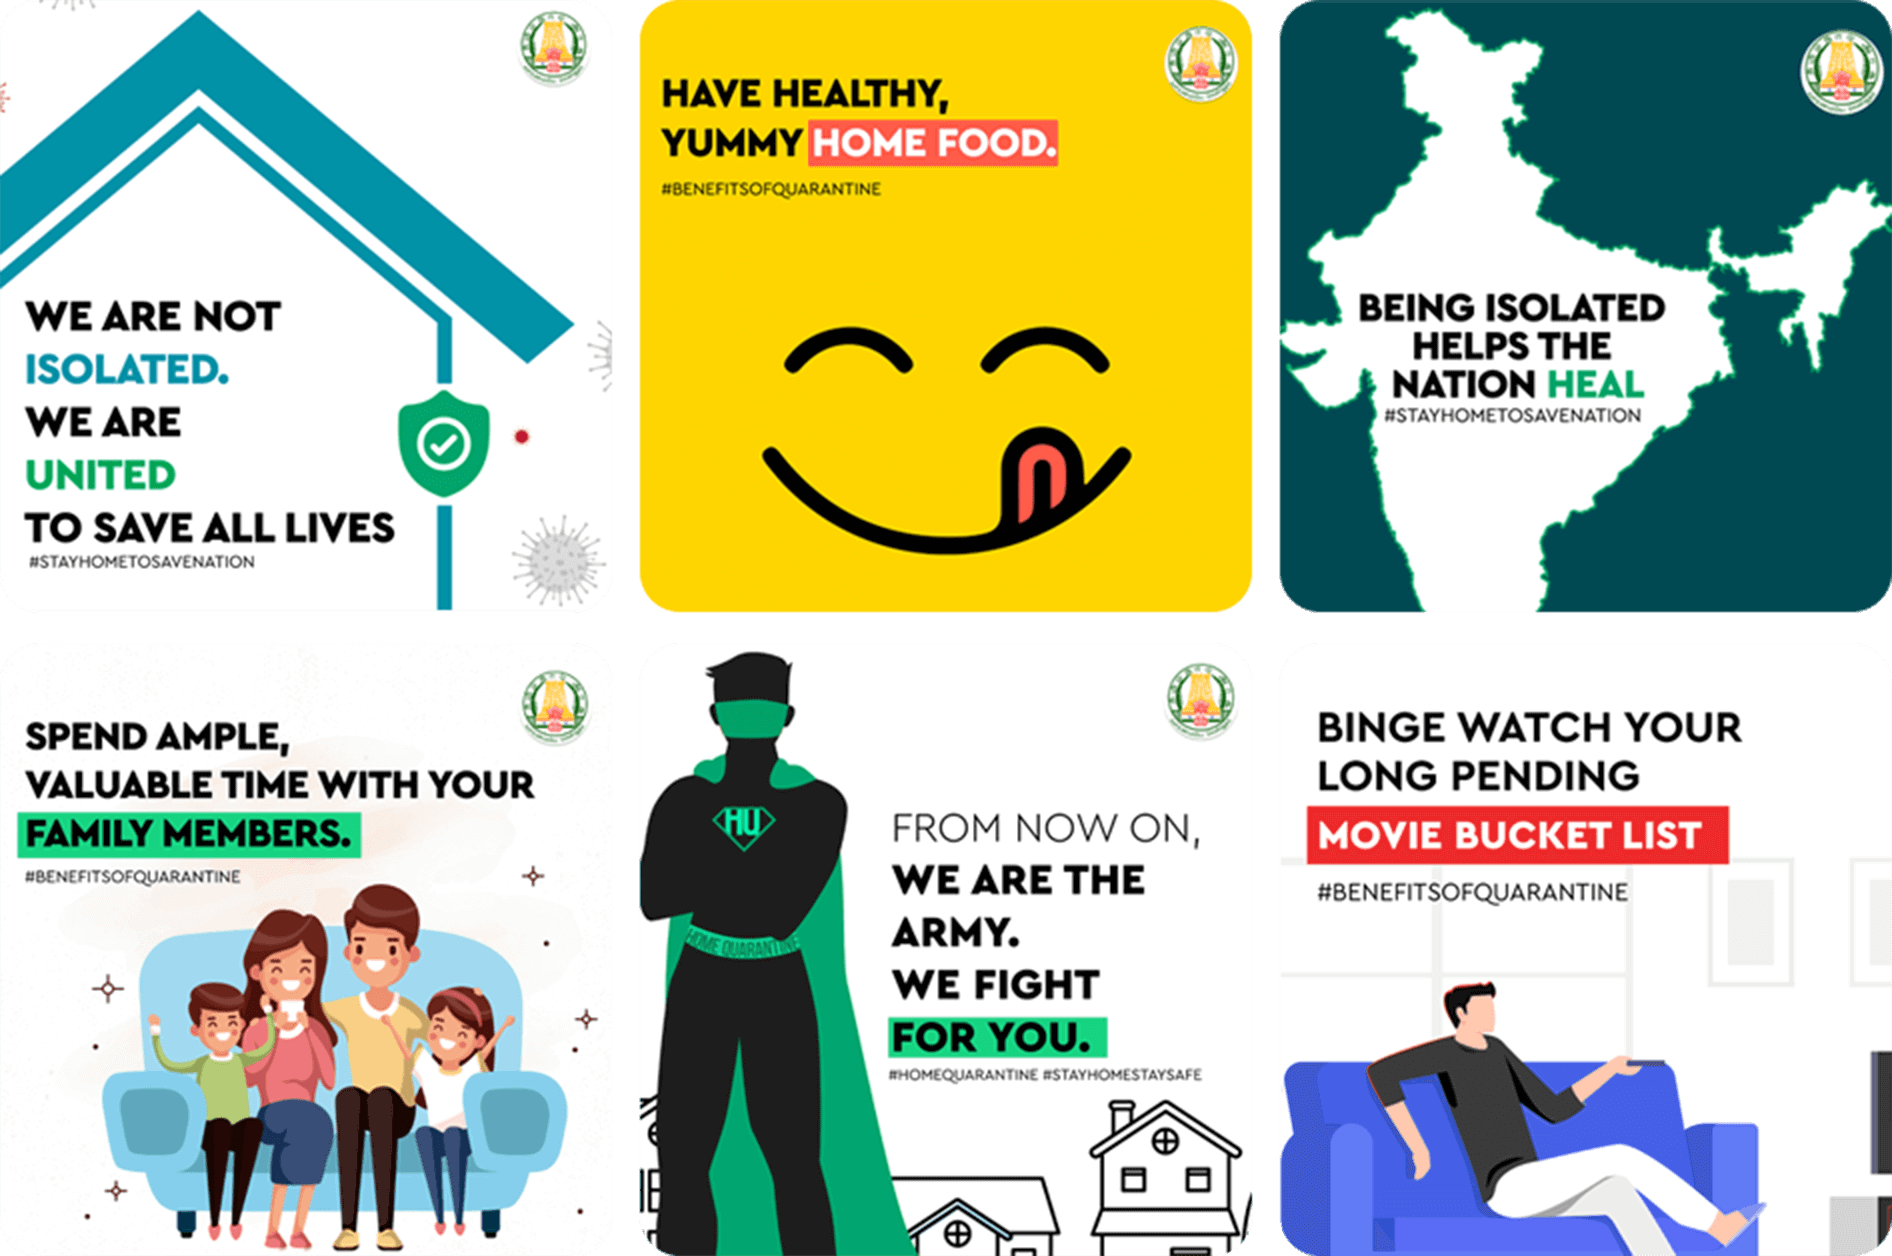 WE ARE NOT
ISOLATED.
WE ARE
UNITED
TO SAVE ALL LIVES
#STAYHOMETOSAVENATION
HAVE HEALTHY,
YUMMY HOME FOOD.
#BENEFITSOFQUARANTINE
BEING ISOLATED
HELPS THE
NATION HEAL
#STAYHOMETOSAVENATION
SPEND AMPLE,
VALUABLE TIME WITH YOUR
FAMILY MEMBERS.
#BENEFITSOFQUARANTINE
HU
HOME QUARANTINE
FROM NOW ON,
WE ARE THE
ARMY.
WE FIGHT
FOR YOU.
#HOMEQUARANTINE #STAYHOMESTAYSAFE
BINGE WATCH YOUR
LONG PENDING
MOVIE BUCKET LIST
#BENEFITSOFQUARANTINE